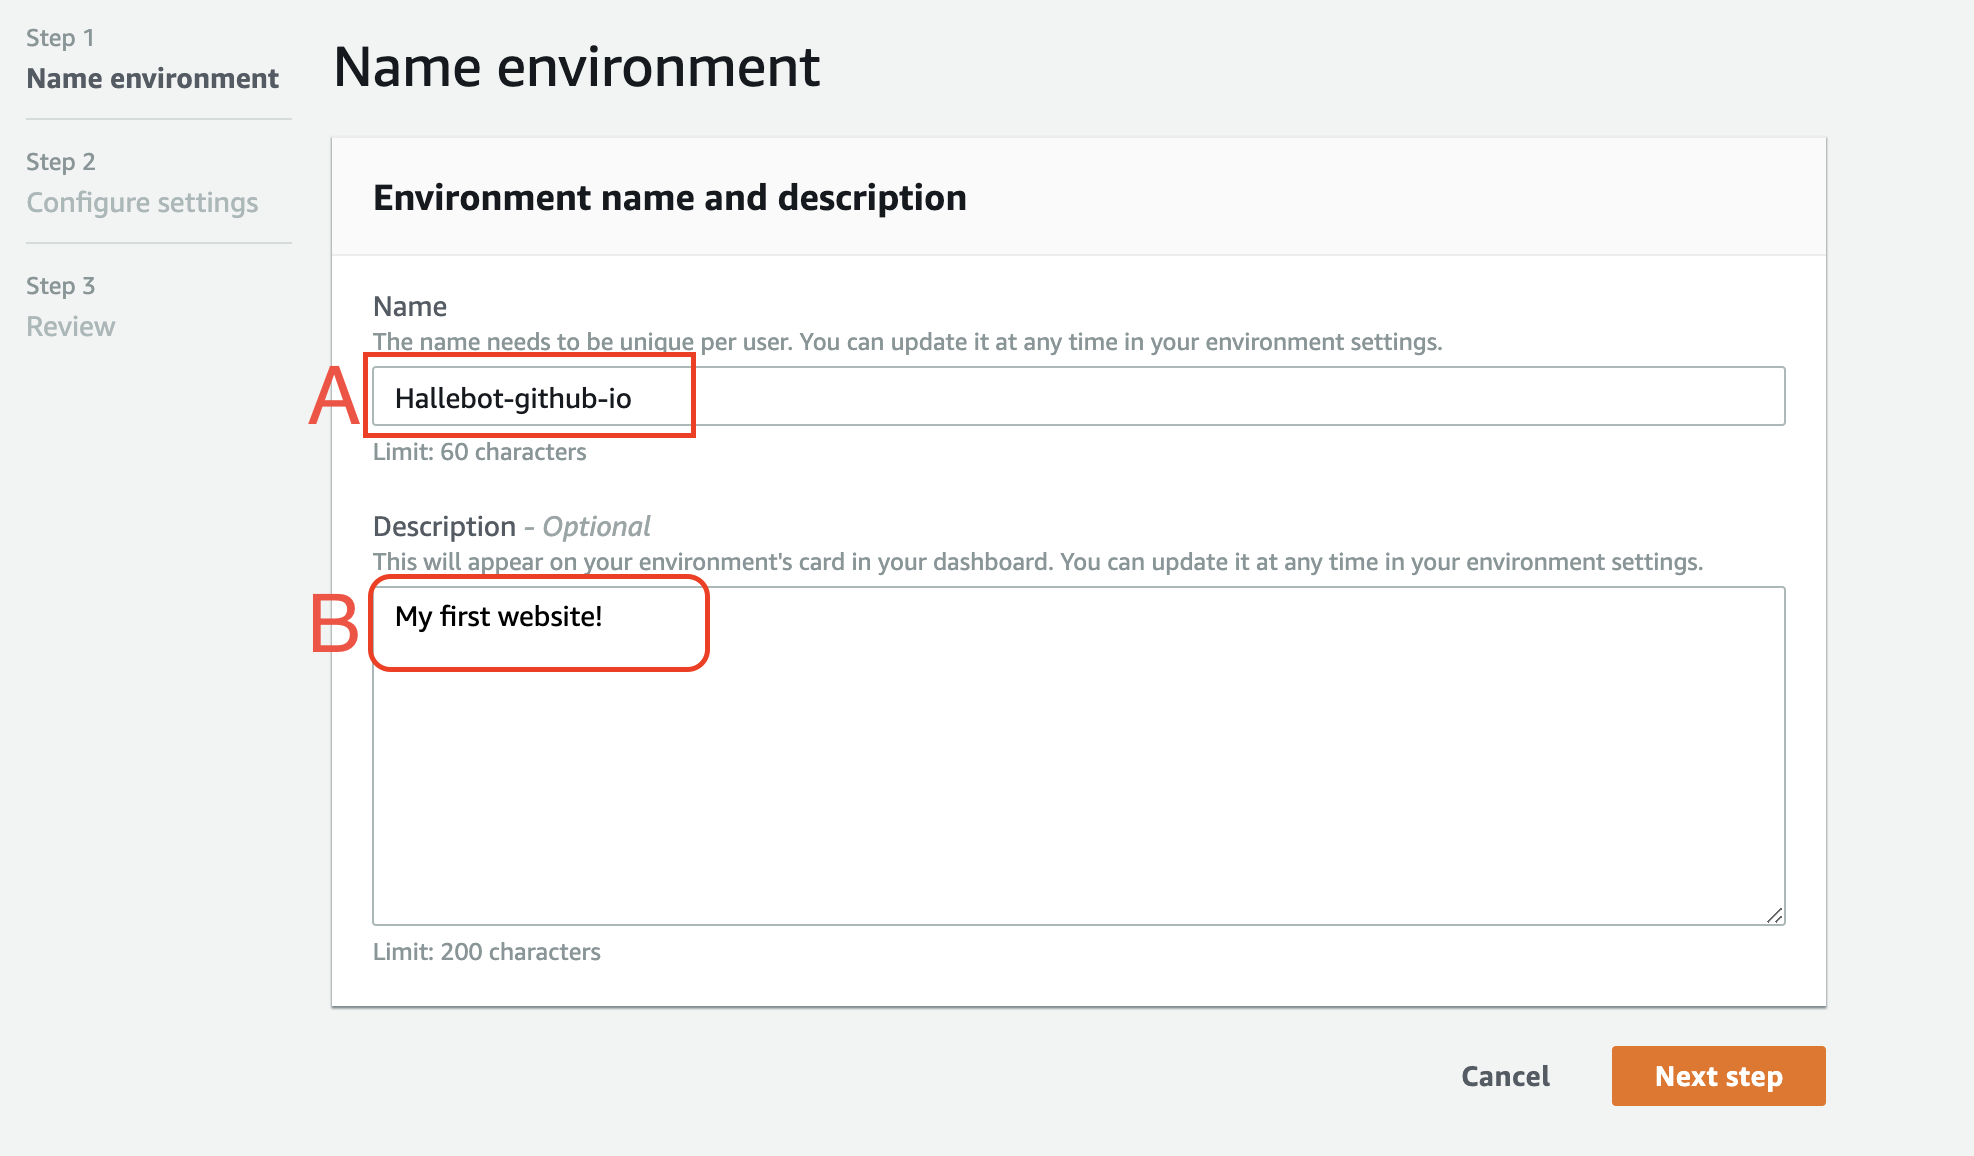 Step 1
Name environment
Step 2
Configure settings
Step 3
Review
Name environment
Environment name and description
Name
The name needs to be unique per user. You can update it at any time in your environment settings.
A
Hallebot-github-io
Limit: 60 characters
Description - Optional
This will appear on your environment's card in your dashboard. You can update it at any time in your environment settings.
B
My first website!
Limit: 200 characters
Cancel
Next step